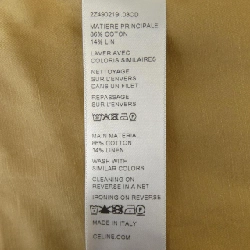 MATIERE PRINCIPALE
86% COTON
14% LIN
LAVER AVEC
COLORIS SIMILAIRES
NETTOYAGE
SUR L'ENVERS
DANS UN FILET
REPASSAGE
SUR L'ENVERS
MAIN MATERIA
86% COTTON
14% LINEN
WASH WITH
SIMILAR COLORS
CLEANING ON
REVERSE IN A NET
IRONING ON REVERSE
MADE IN ITALY
CELINE.COM